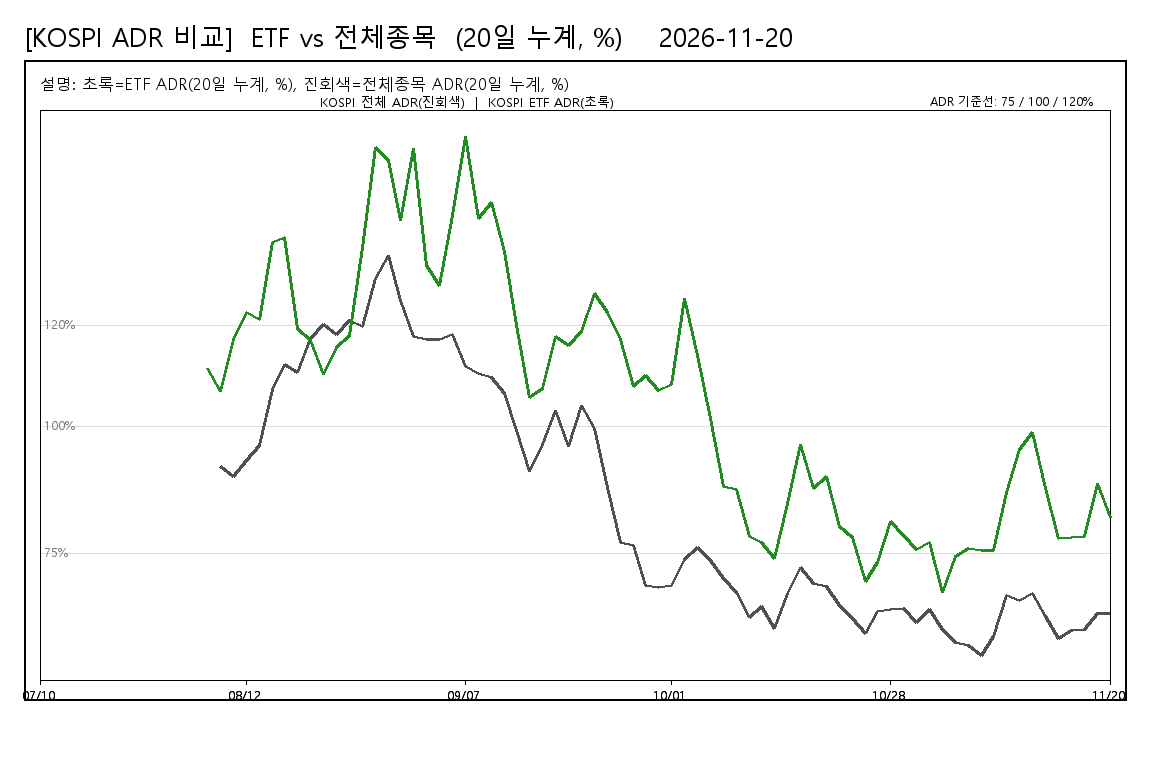 [KOSPI ADR 비교]  ETF vs 전체종목  (20일 누계, %)    2026-11-20
설명: 초록=ETF ADR(20일 누계, %), 진회색=전체종목 ADR(20일 누계, %)
KOSPI 전체 ADR(진회색)  |  KOSPI ETF ADR(초록)
ADR 기준선: 75 / 100 / 120%
120%
100%
75%
07/10 08/12 09/07 10/01 10/28 11/20